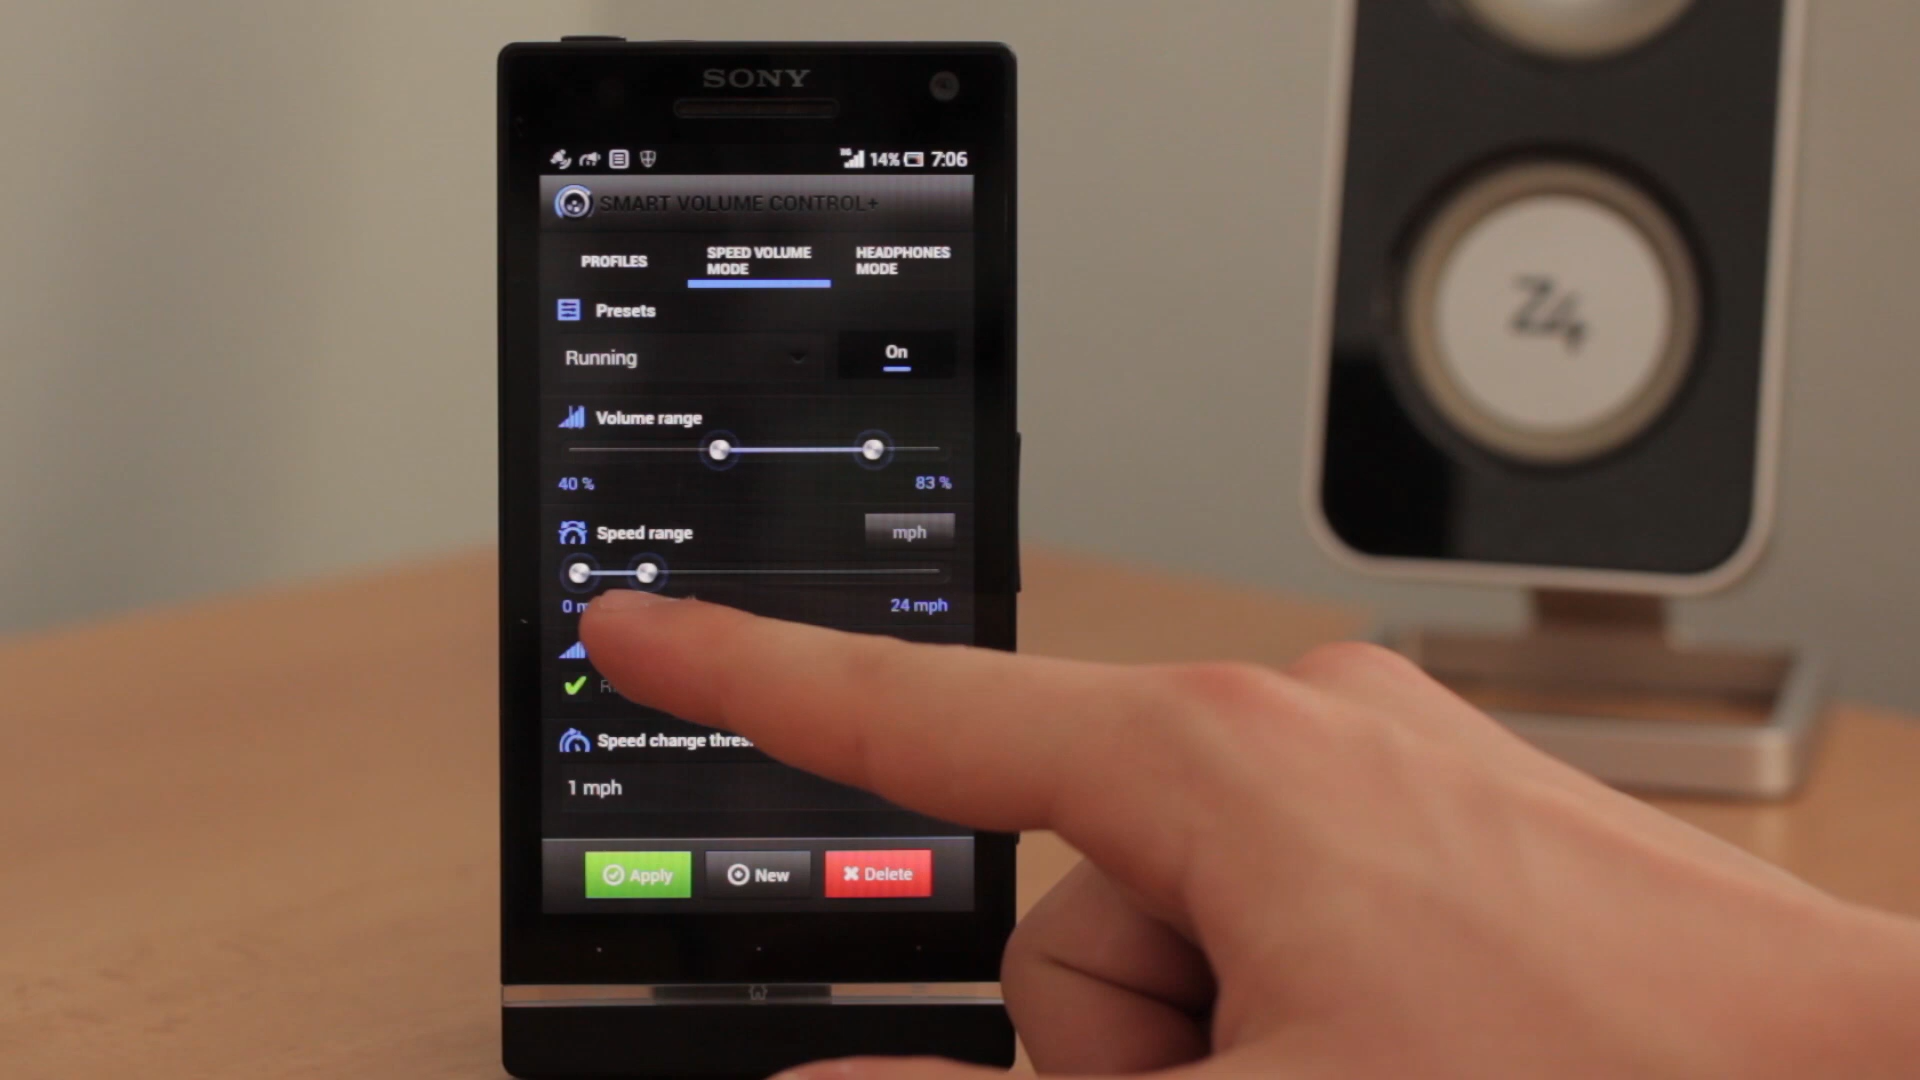 SONY
14% 7:06
SMART VOLUME CONTROL+
PROFILES
SPEED VOLUME
MODE
HEADPHONES
MODE
Presets
Running
On
Volume range
40 %
83 %
Speed range
mph
0
24 mph
Speed change
1 mph
Apply
New
Delete
Z4